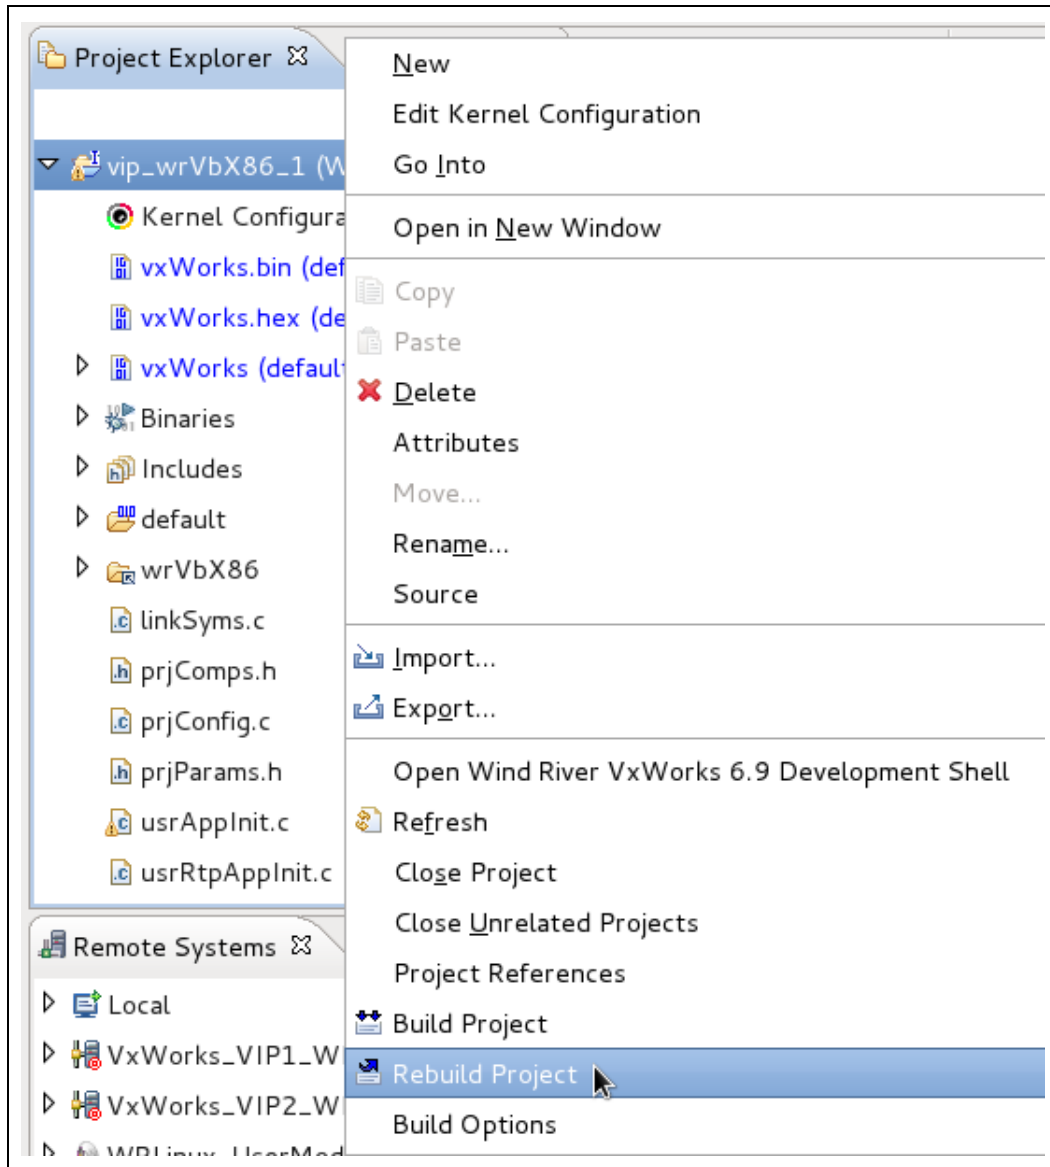 Project Explorer
vip_wrVbX86_1 (W
Kernel Configura
vxWorks.bin (def
vxWorks.hex (de
vxWorks (defaul
Binaries
Includes
default
wrVbX86
linkSyms.c
prjComps.h
prjConfig.c
prjParams.h
usrAppInit.c
usrRtpAppInit.c
Remote Systems
Local
VxWorks_VIP1_W
VxWorks_VIP2_W
New
Edit Kernel Configuration
Go Into
Open in New Window
Copy
Paste
Delete
Attributes
Move...
Rename...
Source
Import...
Export...
Open Wind River VxWorks 6.9 Development Shell
Refresh
Close Project
Close Unrelated Projects
Project References
Build Project
Rebuild Project
Build Options